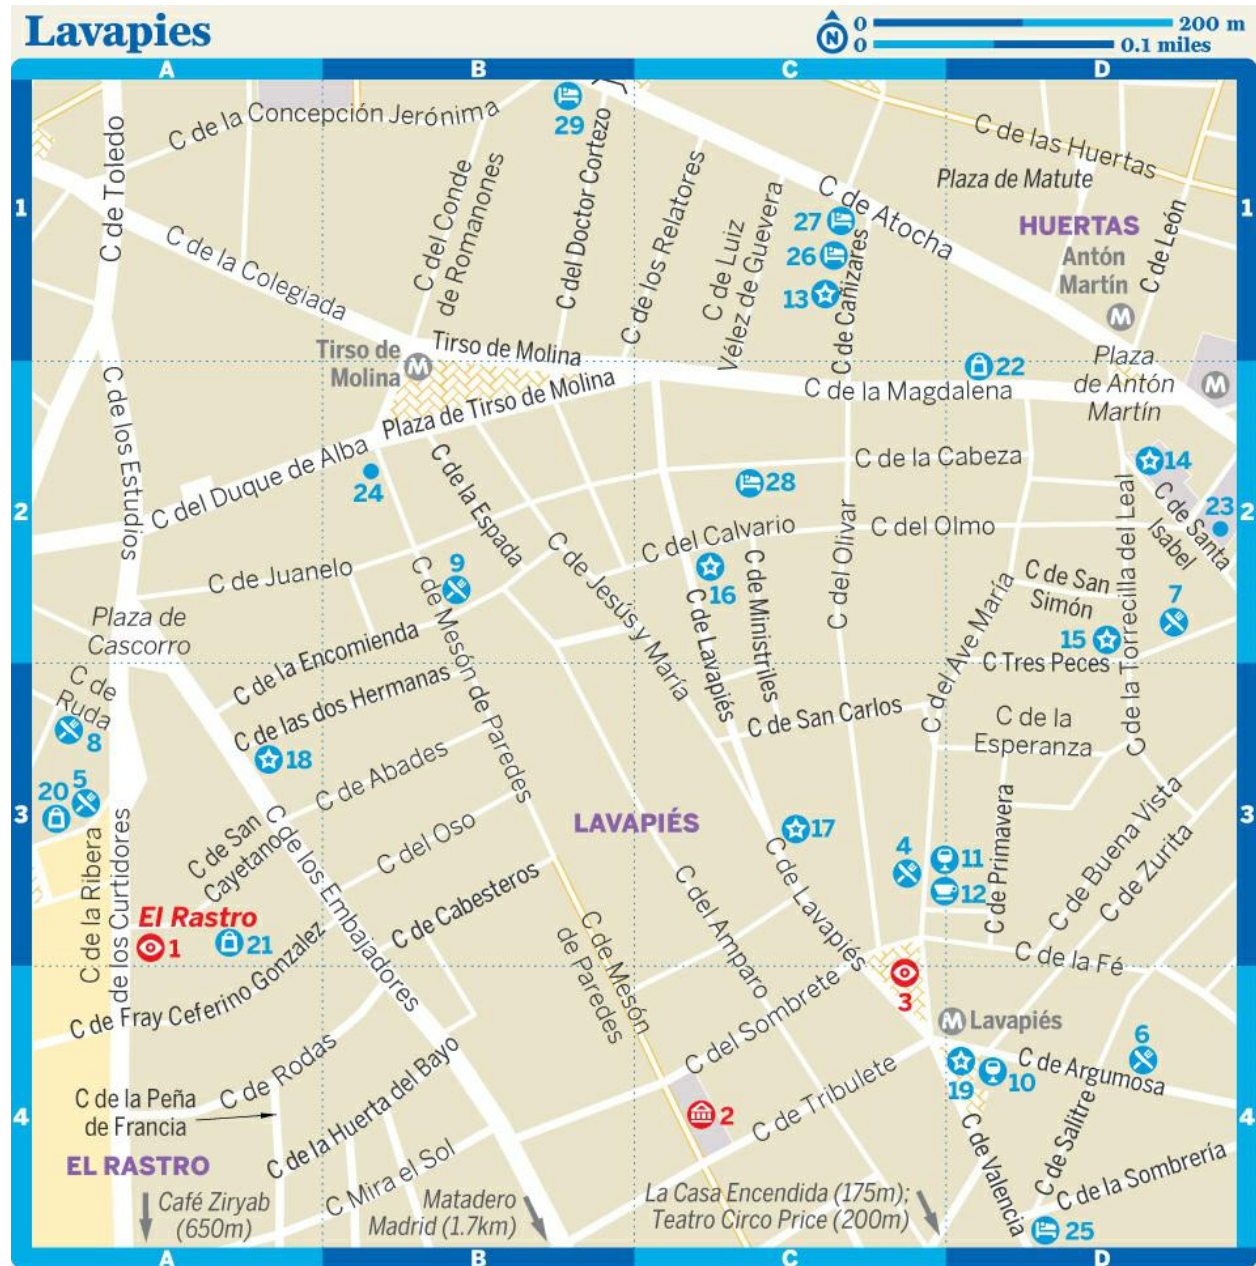 Lavapies
N
0 200 m
0 0.1 miles
A B C D
1
C de la Concepción Jerónima
29
C de las Huertas
Plaza de Matute
C de Toledo
C del Conde
de Romanones
C del Doctor Cortezo
C de los Relatores
C de Luiz
Vélez de Guevera
C de Atocha
27
26
13
C de Cañizares
HUERTAS
Antón
Martín
M
C de León
1
C de la Colegiada
Tirso de
Molina
M
Tirso de Molina
Plaza de Tirso de Molina
22
C de la Magdalena
Plaza
de Antón
Martín
M
C de los Estudios
C del Duque de Alba
24
C de la Espada
28
C de la Cabeza
14
C de Santa
Isabel
23
2
C de Juanelo
9
C de Mesón de Paredes
C de Jesús y María
C del Calvario
16
C de Ministriles
C del Olivar
C del Olmo
C de San
Simón
15
7
C de la Torrecilla del Leal
2
Plaza de
Cascorro
C de la Encomienda
C de las dos Hermanas
C de Lavapiés
C de San Carlos
C del Ave María
C Tres Peces
C de
Ruda
8
18
C de Abades
C de la
Esperanza
20
5
3
C de San
Cayetano
C del Oso
LAVAPIÉS
17
4
11
12
C de Primavera
C de Buena Vista
C de Zurita
3
C de la Ribera
de los Curtidores
El Rastro
1
21
C de los Embajadores
C de Cabesteros
C de Mesón
de Paredes
C del Amparo
C de Lavapiés
C de la Fé
C de Fray Ceferino Gonzalez
3
M
Lavapiés
C de Rodas
C de la Huerta del Bayo
C del Sombrete
C de Tribulete
19
10
C de Argumosa
6
C de la Peña
de Francia
2
4
4
EL RASTRO
C Mira el Sol
C de Valencia
C de Salitre
C de la Sombrería
Café Ziryab
(650m)
Matadero
Madrid (1.7km)
La Casa Encendida (175m);
Teatro Circo Price (200m)
25
A B C D